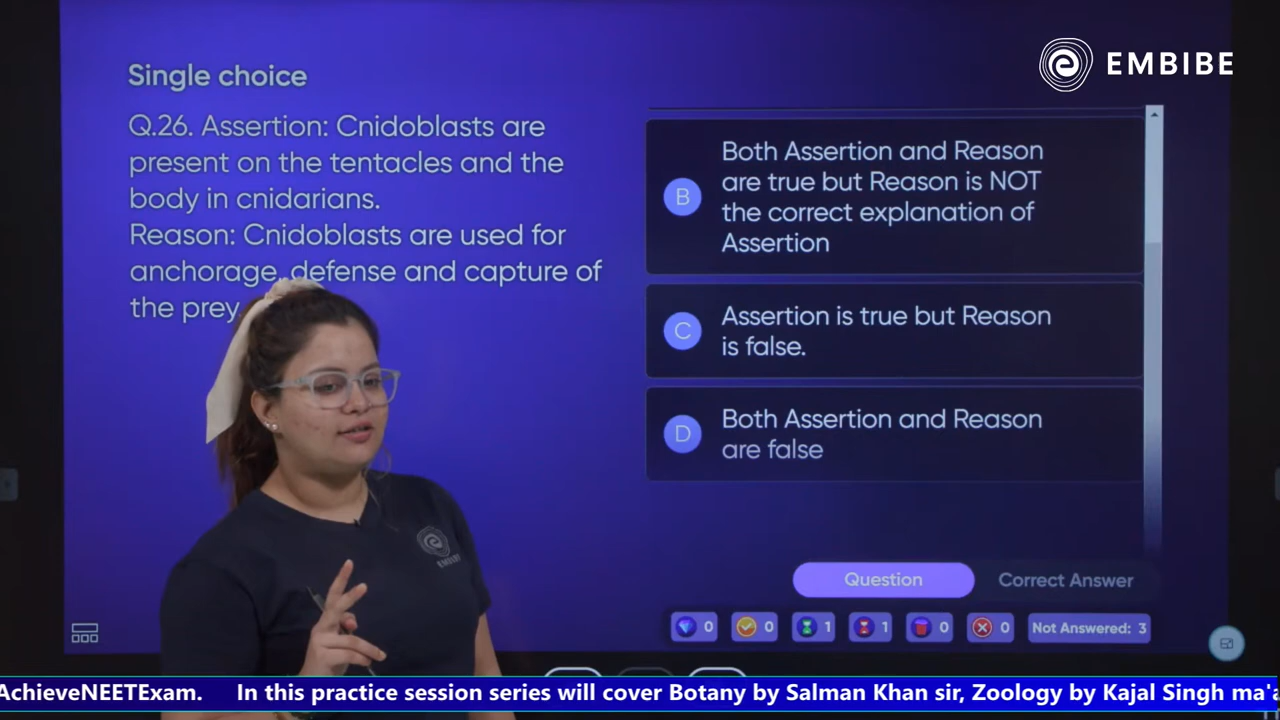 EMBIBE
Single choice
Q.26. Assertion: Cnidoblasts are
present on the tentacles and the
body in cnidarians.
Reason: Cnidoblasts are used for
anchorage, defense and capture of
the prey.
B
Both Assertion and Reason
are true but Reason is NOT
the correct explanation of
Assertion
C
Assertion is true but Reason
is false.
D
Both Assertion and Reason
are false
EMBIBE
Question
Correct Answer
0
0
1
1
0
0
Not Answered: 3
AchieveNEETExam. In this practice session series will cover Botany by Salman Khan sir, Zoology by Kajal Singh ma'a